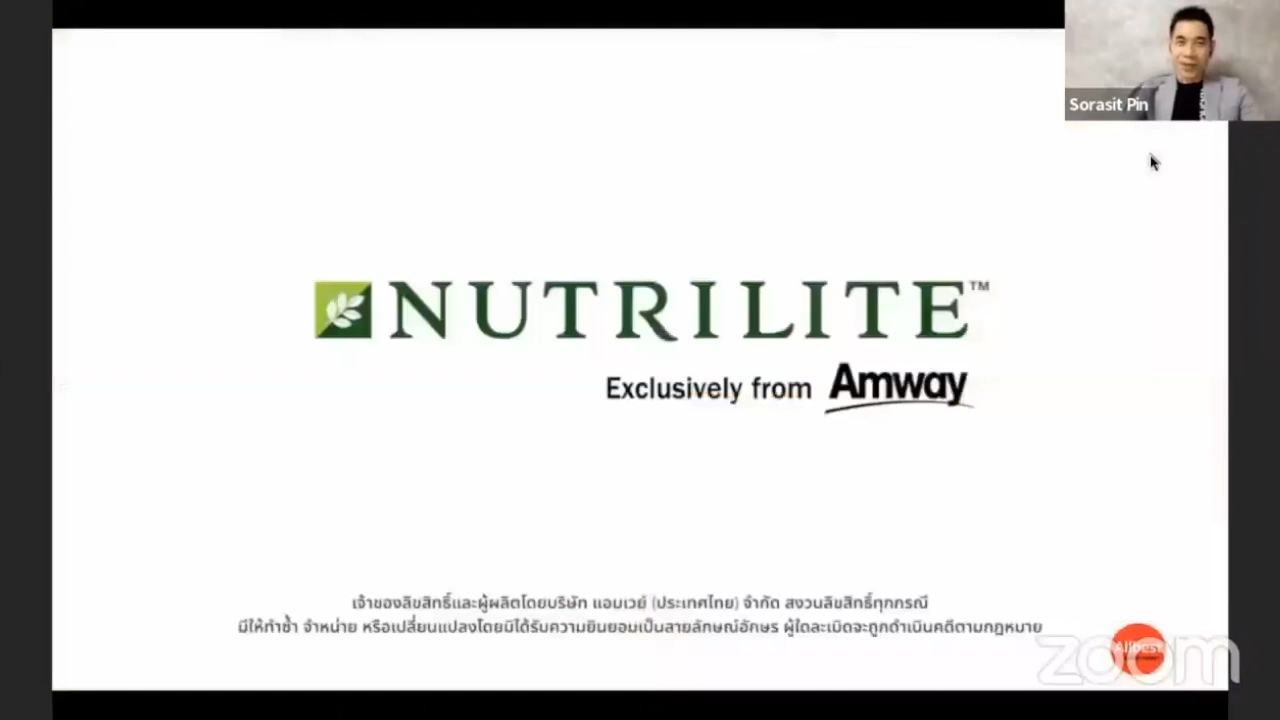 Sorasit Pin
NUTRILITE™
Exclusively from Amway
เจ้าของลิขสิทธิ์และผู้ผลิตโดยบริษัท แอมเวย์ (ประเทศไทย) จำกัด สงวนลิขสิทธิ์ทุกกรณี
มิให้ทำซ้ำ จำหน่าย หรือเปลี่ยนแปลงโดยมิได้รับความยินยอมเป็นลายลักษณ์อักษร ผู้ใดละเมิดจะถูกดำเนินคดีตามกฎหมาย
Allbest
zoom